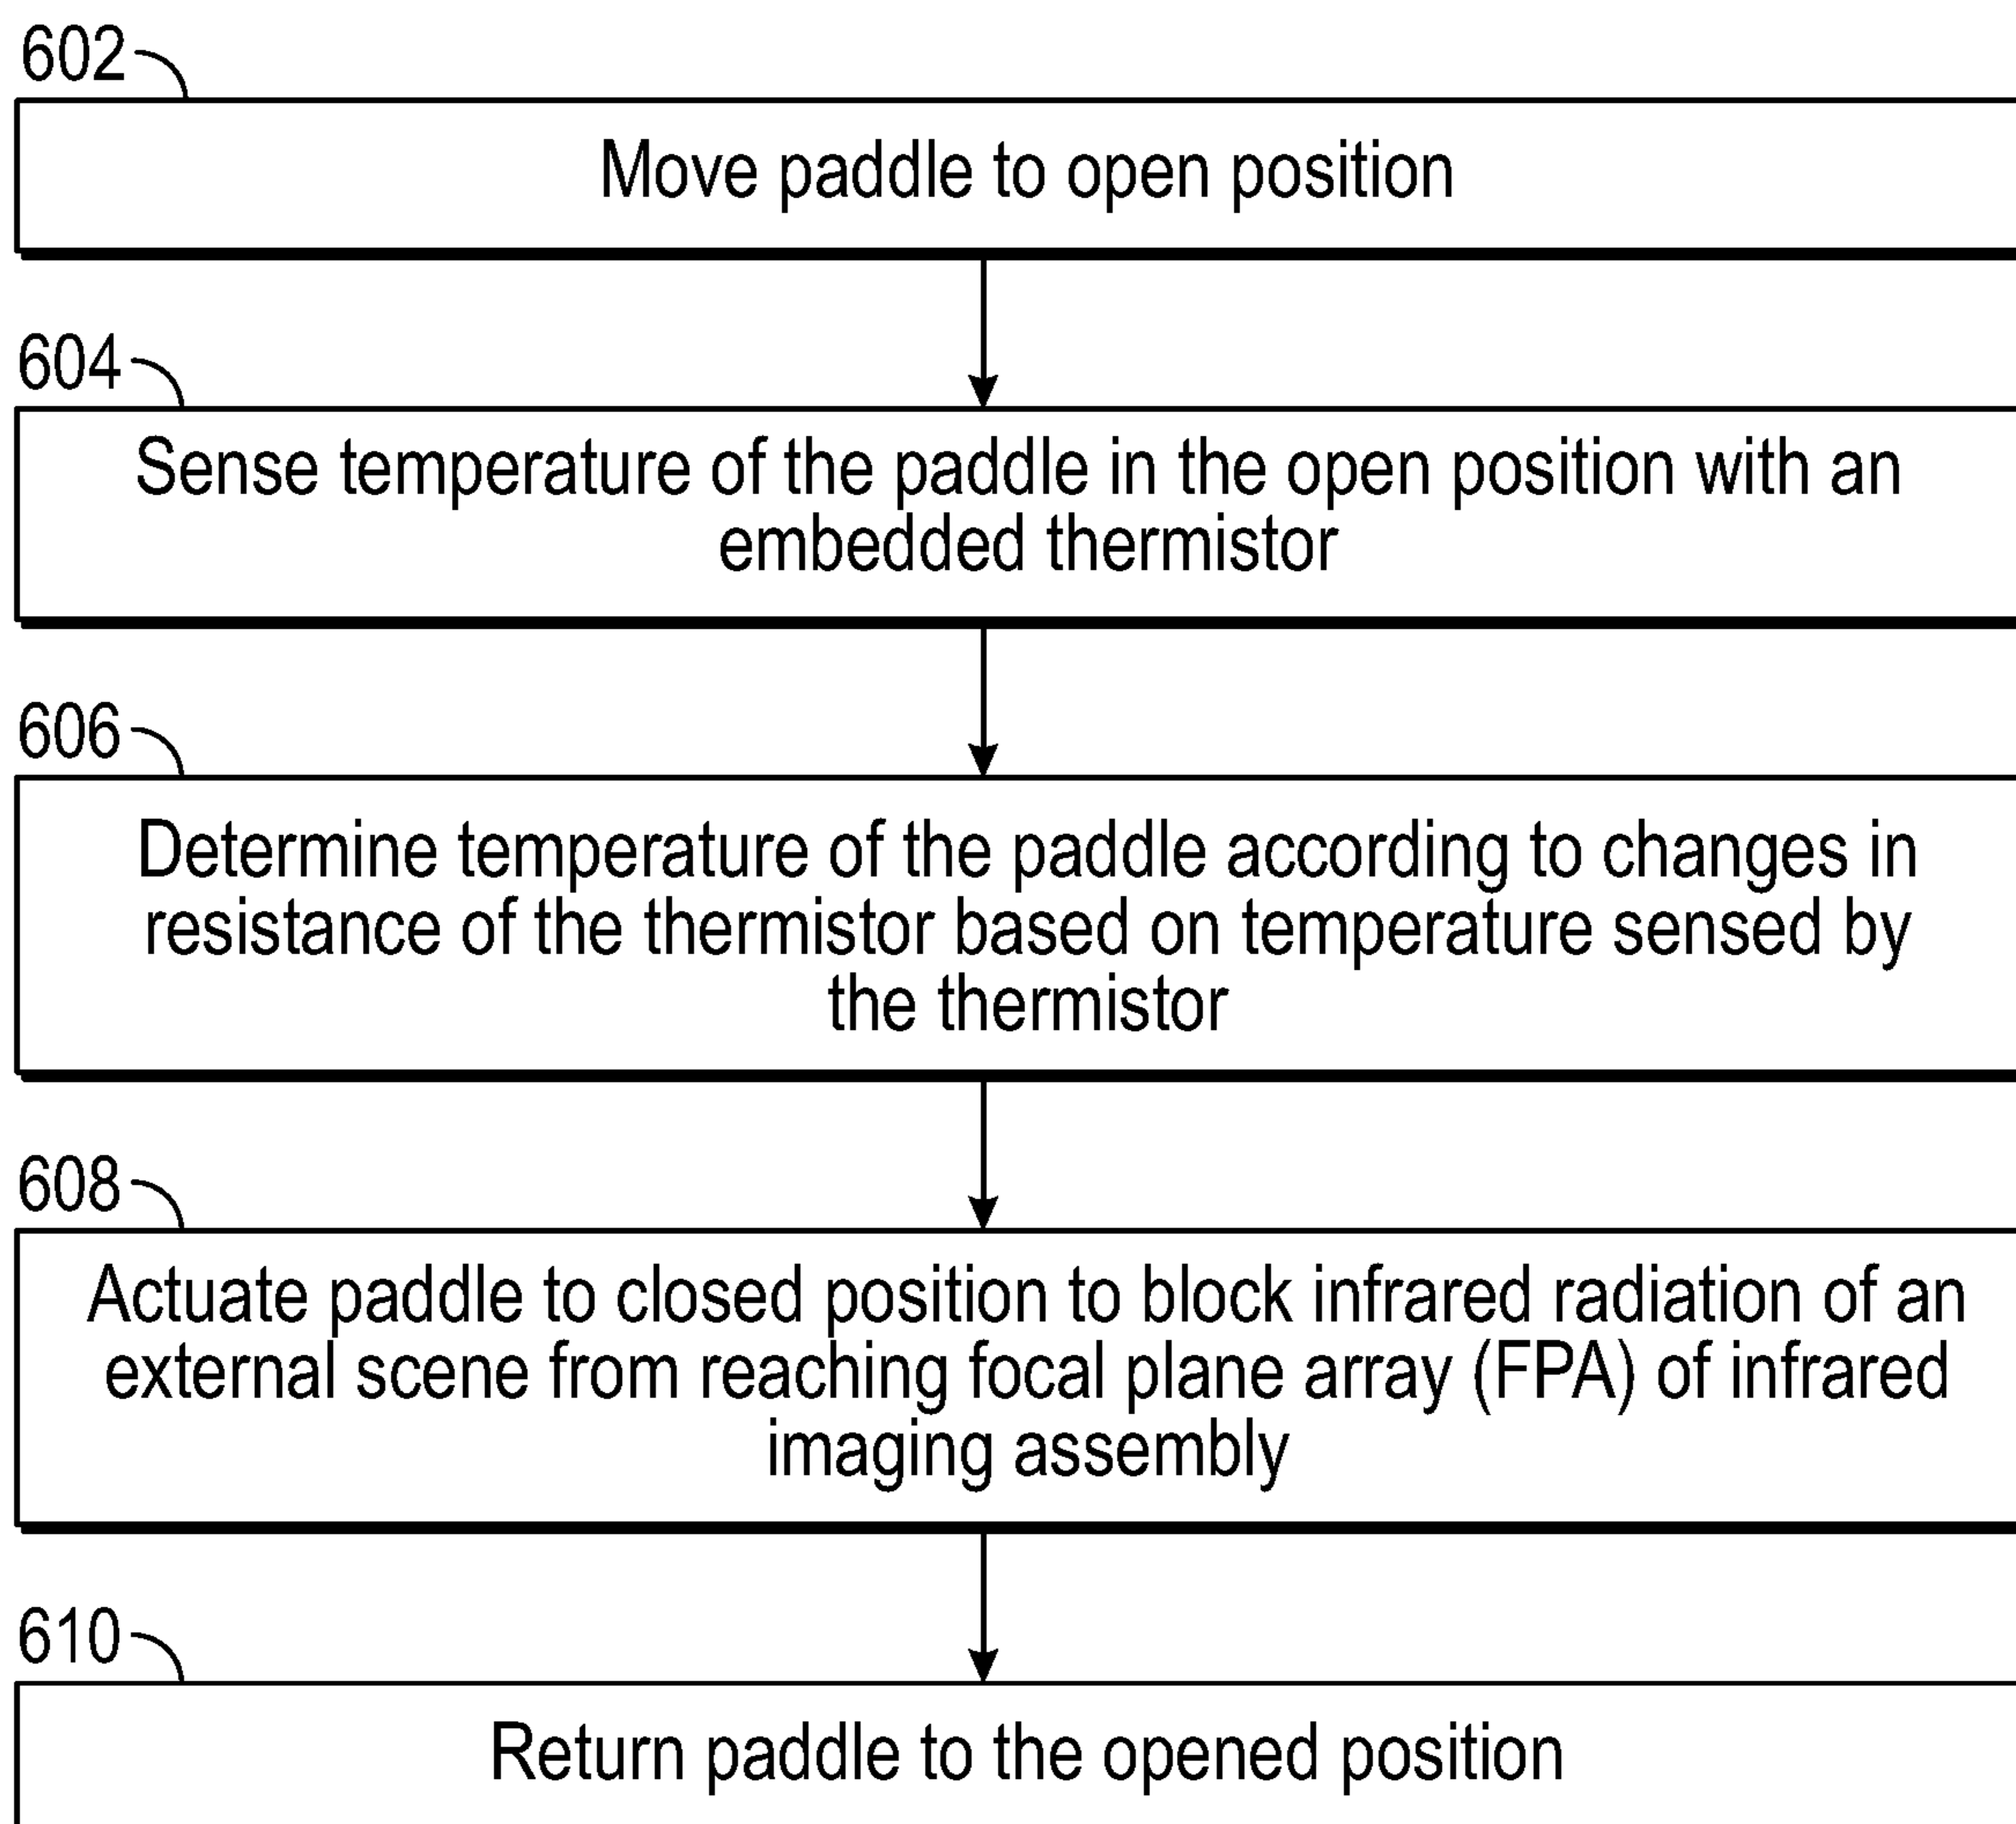 602
Move paddle to open position
604
Sense temperature of the paddle in the open position with an
embedded thermistor
606
Determine temperature of the paddle according to changes in
resistance of the thermistor based on temperature sensed by
the thermistor
608
Actuate paddle to closed position to block infrared radiation of an
external scene from reaching focal plane array (FPA) of infrared
imaging assembly
610
Return paddle to the opened position